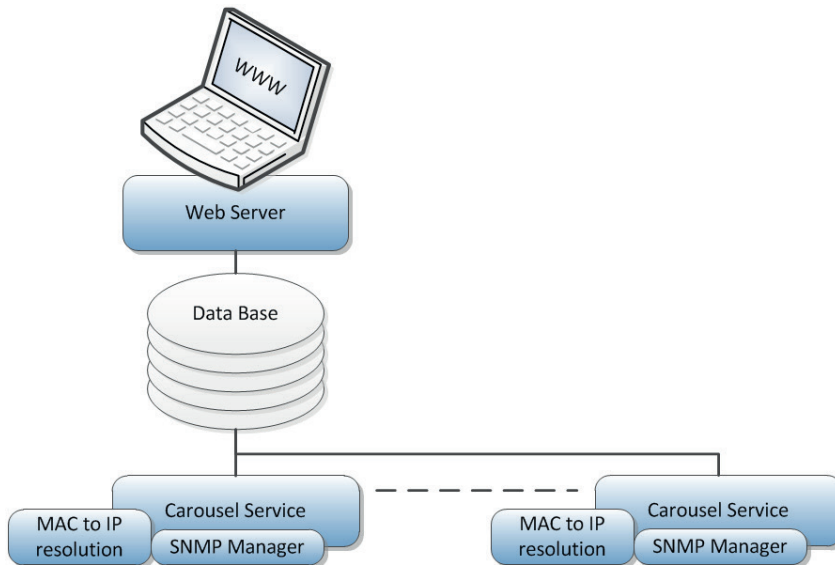 WWW
Web Server
Data Base
Carousel Service
MAC to IP
resolution
SNMP Manager
Carousel Service
MAC to IP
resolution
SNMP Manager